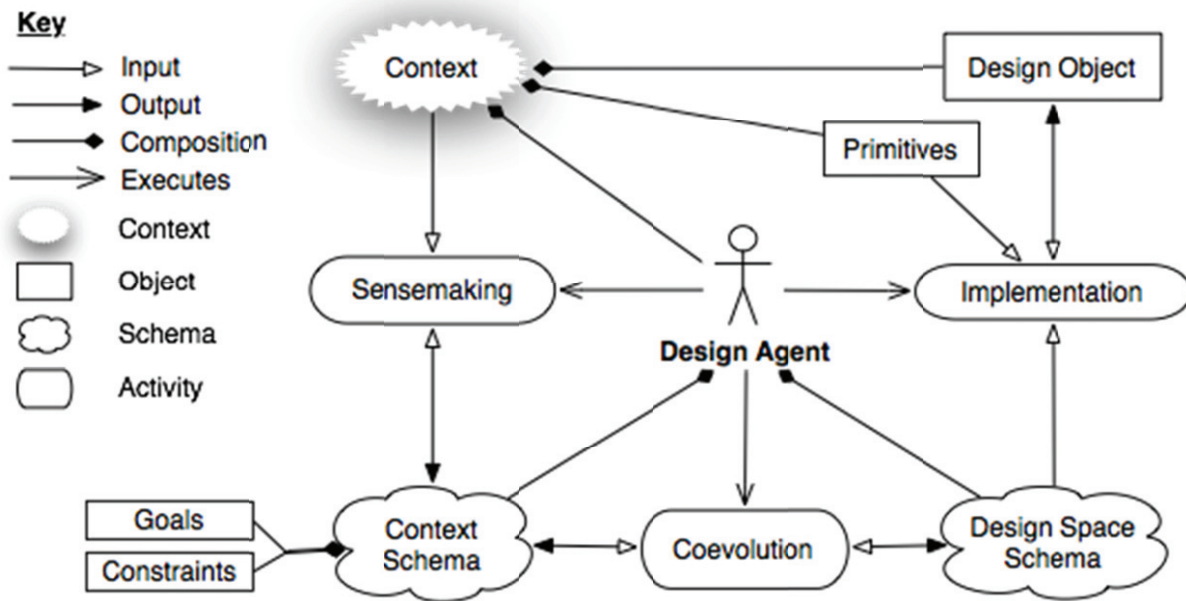 Key
Input
Output
Composition
Executes
Context
Object
Schema
Activity
Context
Design Object
Primitives
Sensemaking
Implementation
Design Agent
Goals
Constraints
Context
Schema
Coevolution
Design Space
Schema